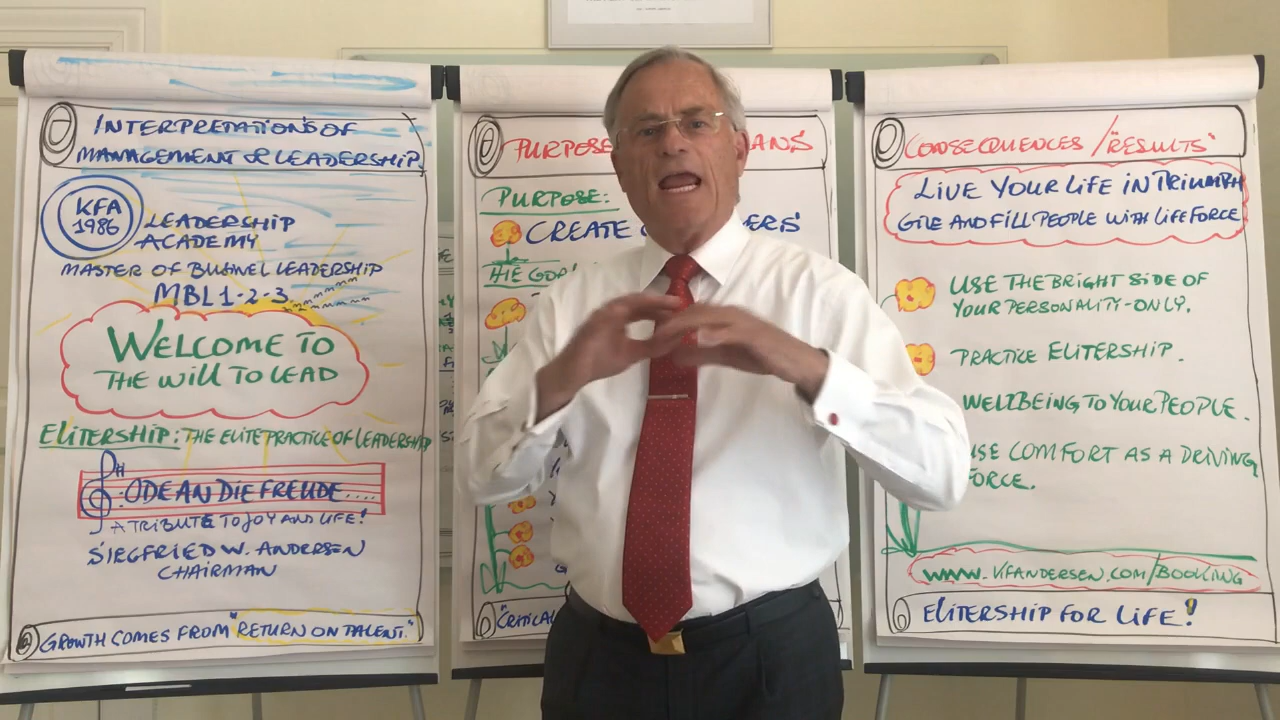 INTERPRETATIONS OF
MANAGEMENT & LEADERSHIP
KFA
1986
LEADERSHIP
ACADEMY
MASTER OF BUSINEL LEADERSHIP
MBL 1-2-3
WELCOME TO
THE WILL TO LEAD
ELITERSHIP: THE ELITE PRACTICE OF LEADERSHIP
ODE AN DIE FREUDE....
A TRIBUTE TO JOY AND LIFE!
SIEGFRIED W. ANDERSEN
CHAIRMAN
GROWTH COMES FROM "RETURN ON TALENT."
PURPOSE
ANS
PURPOSE:
CREATE
ERS
THE GOAL
"CRITICAL
CONSEQUENCES/"RESULTS"
LIVE YOUR LIFE IN TRIUMPH
GIVE AND FILL PEOPLE WITH LIFE FORCE
USE THE BRIGHT SIDE OF
YOUR PERSONALITY-ONLY.
PRACTICE ELITERSHIP.
WELLBEING TO YOUR PEOPLE.
USE COMFORT AS A DRIVING
FORCE.
WWW.KFANDERSEN.COM/BOOKING
ELITERSHIP FOR LIFE!